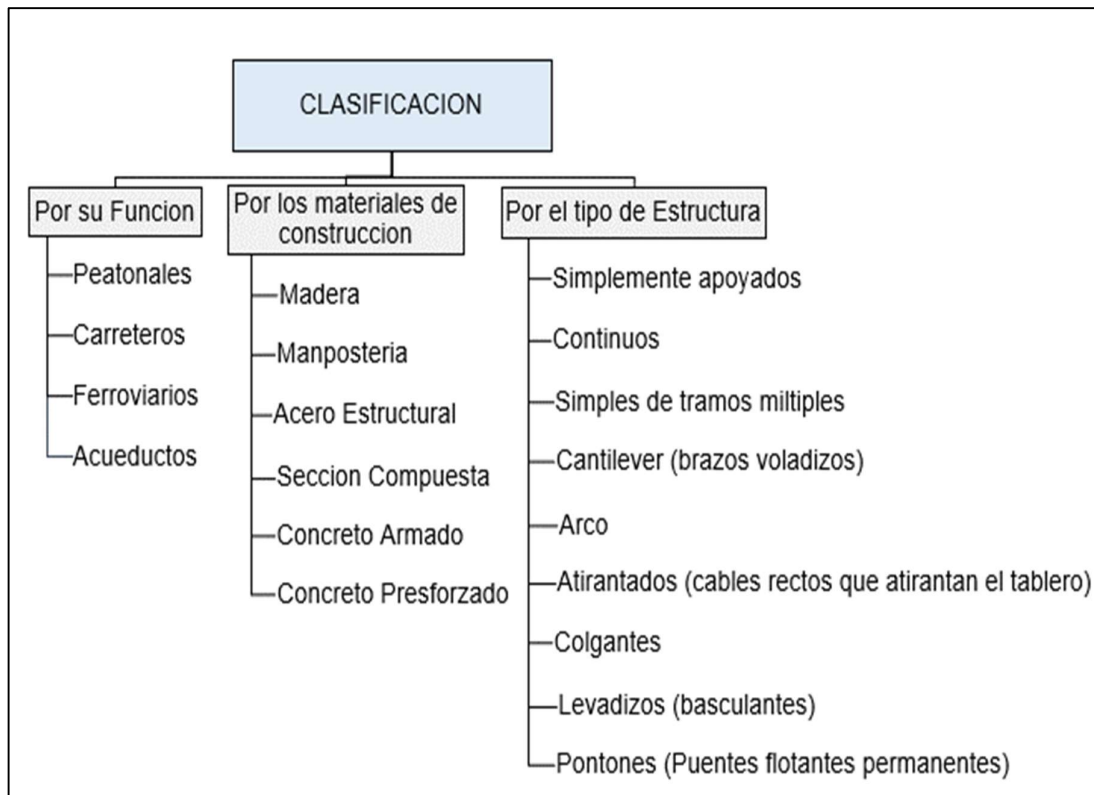 CLASIFICACION
Por su Funcion
Peatonales
Carreteros
Ferroviarios
Acueductos
Por los materiales de
construccion
Madera
Manposteria
Acero Estructural
Seccion Compuesta
Concreto Armado
Concreto Presforzado
Por el tipo de Estructura
Simplemente apoyados
Continuos
Simples de tramos miltiples
Cantilever (brazos voladizos)
Arco
Atirantados (cables rectos que atirantan el tablero)
Colgantes
Levadizos (basculantes)
Pontones (Puentes flotantes permanentes)